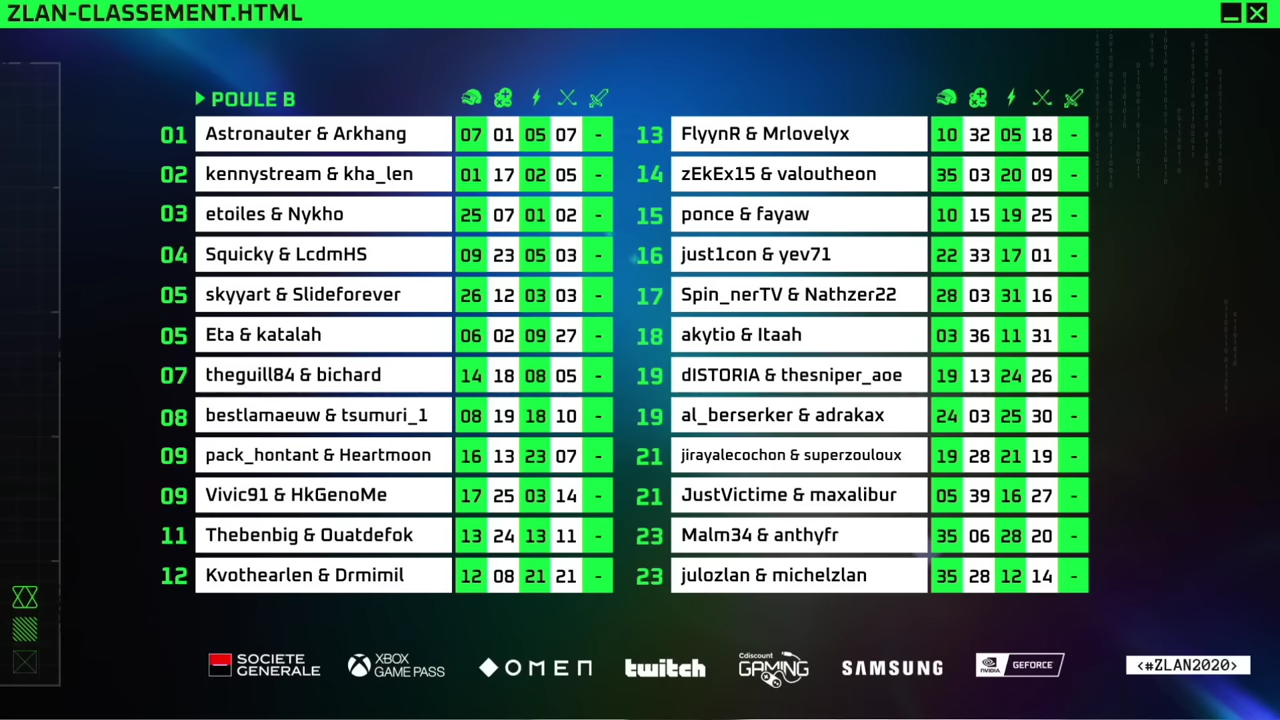 ZLAN-CLASSEMENT.HTML
POULE B
01 Astronauter & Arkhang 07 01 05 07 -
02 kennystream & kha_len 01 17 02 05 -
03 etoiles & Nykho 25 07 01 02 -
04 Squicky & LcdmHS 09 23 05 03 -
05 skyyart & Slideforever 26 12 03 03 -
05 Eta & katalah 06 02 09 27 -
07 theguill84 & bichard 14 18 08 05 -
08 bestlamaeuw & tsumuri_1 08 19 18 10 -
09 pack_hontant & Heartmoon 16 13 23 07 -
09 Vivic91 & HkGenoMe 17 25 03 14 -
11 Thebenbig & Ouatdefok 13 24 13 11 -
12 Kvothearlen & Drmimil 12 08 21 21 -
13 FlyynR & Mrlovelyx 10 32 05 18 -
14 zEkEx15 & valoutheon 35 03 20 09 -
15 ponce & fayaw 10 15 19 25 -
16 just1con & yev71 22 33 17 01 -
17 Spin_nerTV & Nathzer22 28 03 31 16 -
18 akytio & Itaah 03 36 11 31 -
19 dISTORIA & thesniper_aoe 19 13 24 26 -
19 al_berserker & adrakax 24 03 25 30 -
21 jirayalecochon & superzouloux 19 28 21 19 -
21 JustVictime & maxalibur 05 39 16 27 -
23 Malm34 & anthyfr 35 06 28 20 -
23 julozlan & michelzlan 35 28 12 14 -
SOCIETE GENERALE
XBOX GAME PASS
OMEN
twitch
Cdiscount GAMING
SAMSUNG
NVIDIA GEFORCE
<#ZLAN2020>